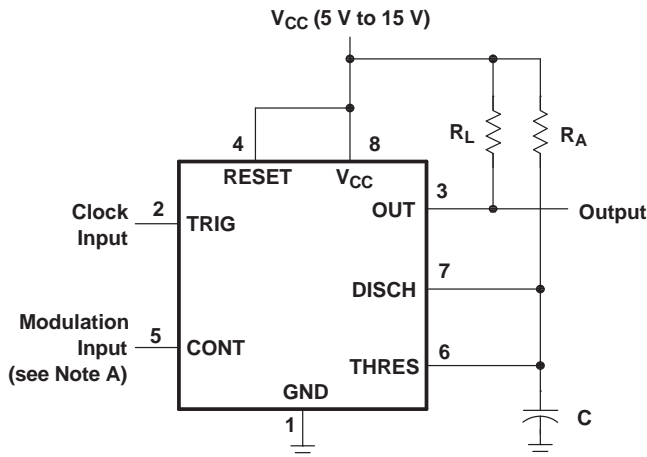 VCC (5 V to 15 V)
RL
RA
4
8
RESET
VCC
3
Clock
Input
2
TRIG
OUT
Output
7
DISCH
Modulation
Input
(see Note A)
5
CONT
6
THRES
GND
1
C